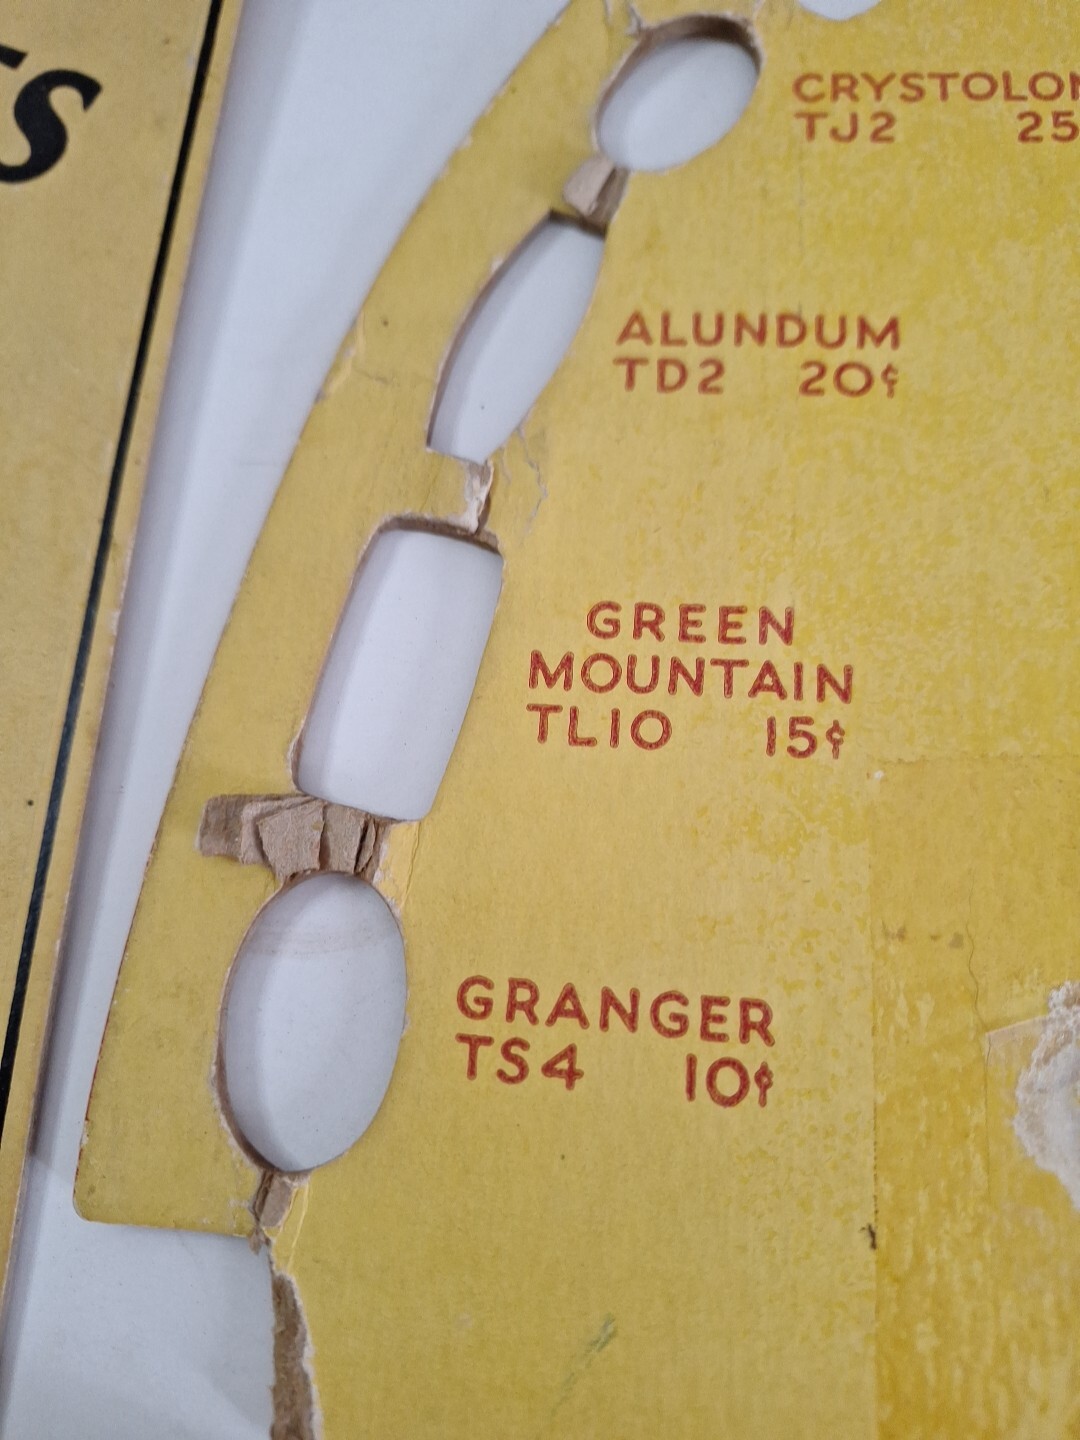 CRYSTOLON
TJ2 25
ALUNDUM
TD2 20¢
GREEN
MOUNTAIN
TL10 15¢
GRANGER
TS4 10¢